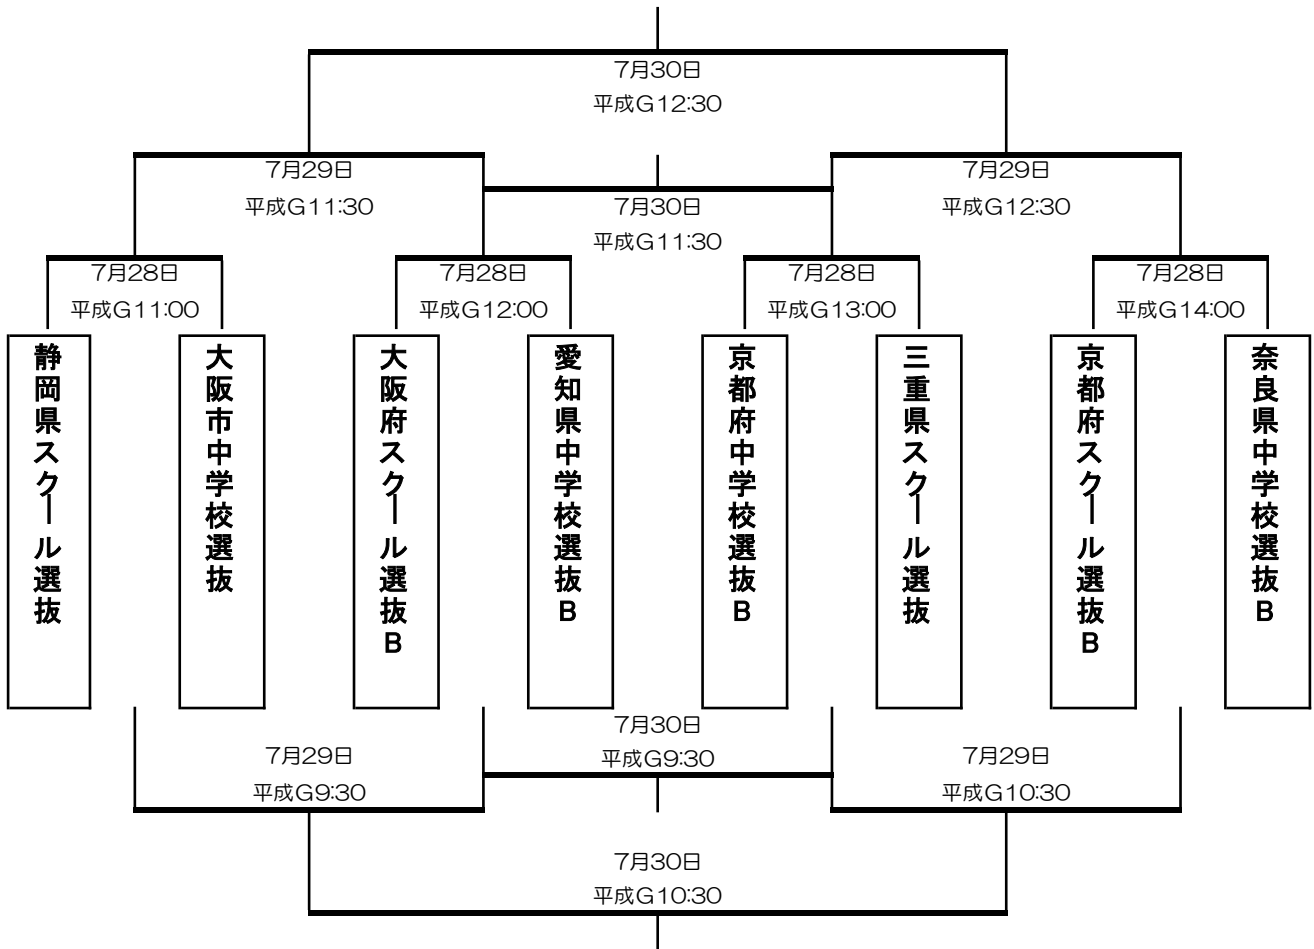 7月30日
平成G12:30
7月29日
平成G11:30
7月30日
平成G11:30
7月29日
平成G12:30
7月28日
平成G11:00
7月28日
平成G12:00
7月28日
平成G13:00
7月28日
平成G14:00
静岡県スクール選抜
大阪市中学校選抜
大阪府スクール選抜B
愛知県中学校選抜B
京都府中学校選抜B
三重県スクール選抜
京都府スクール選抜B
奈良県中学校選抜B
7月29日
平成G9:30
7月30日
平成G9:30
7月29日
平成G10:30
7月30日
平成G10:30